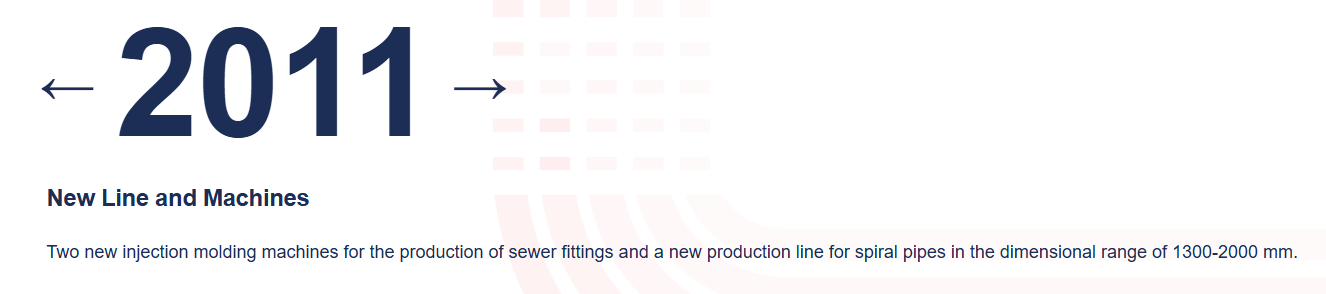 ← 2011 →
New Line and Machines
Two new injection molding machines for the production of sewer fittings and a new production line for spiral pipes in the dimensional range of 1300-2000 mm.